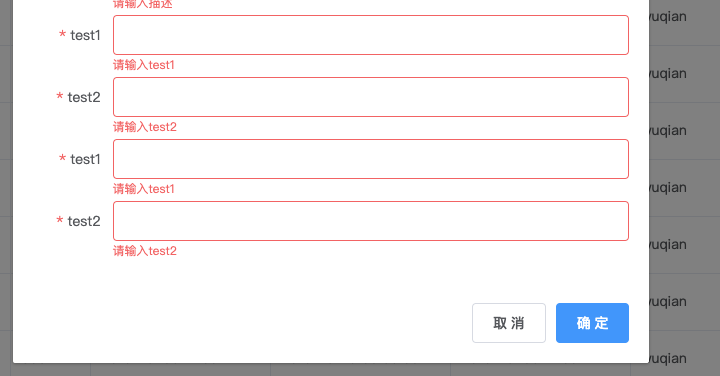 请输入描述
* test1
请输入test1
* test2
请输入test2
* test1
请输入test1
* test2
请输入test2
取 消
确 定
yuqian
yuqian
yuqian
yuqian
yuqian
yuqian
yuqian